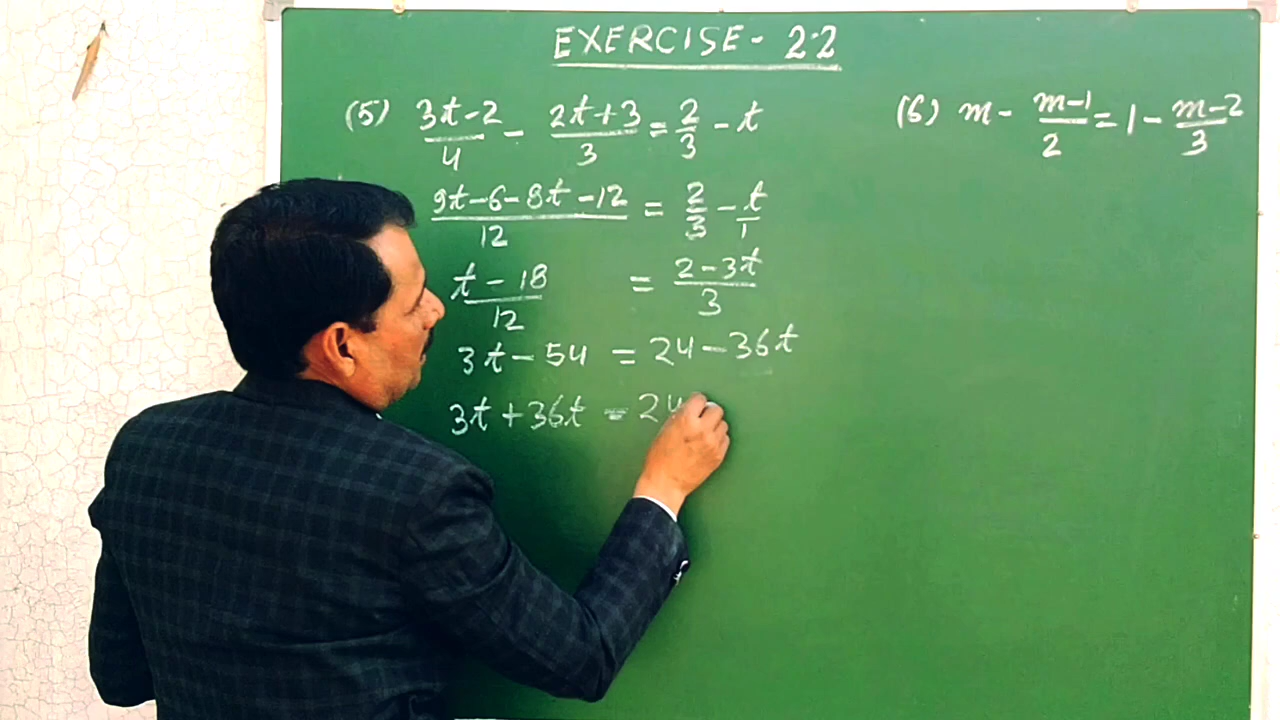 EXERCISE - 2.2
(5) (3t-2)/4 - (2t+3)/3 = 2/3 - t
(9t-6-8t-12)/12 = 2/3 - t/1
(t-18)/12 = (2-3t)/3
3t - 54 = 24 - 36t
3t + 36t = 24
(6) m - (m-1)/2 = 1 - (m-2)/3